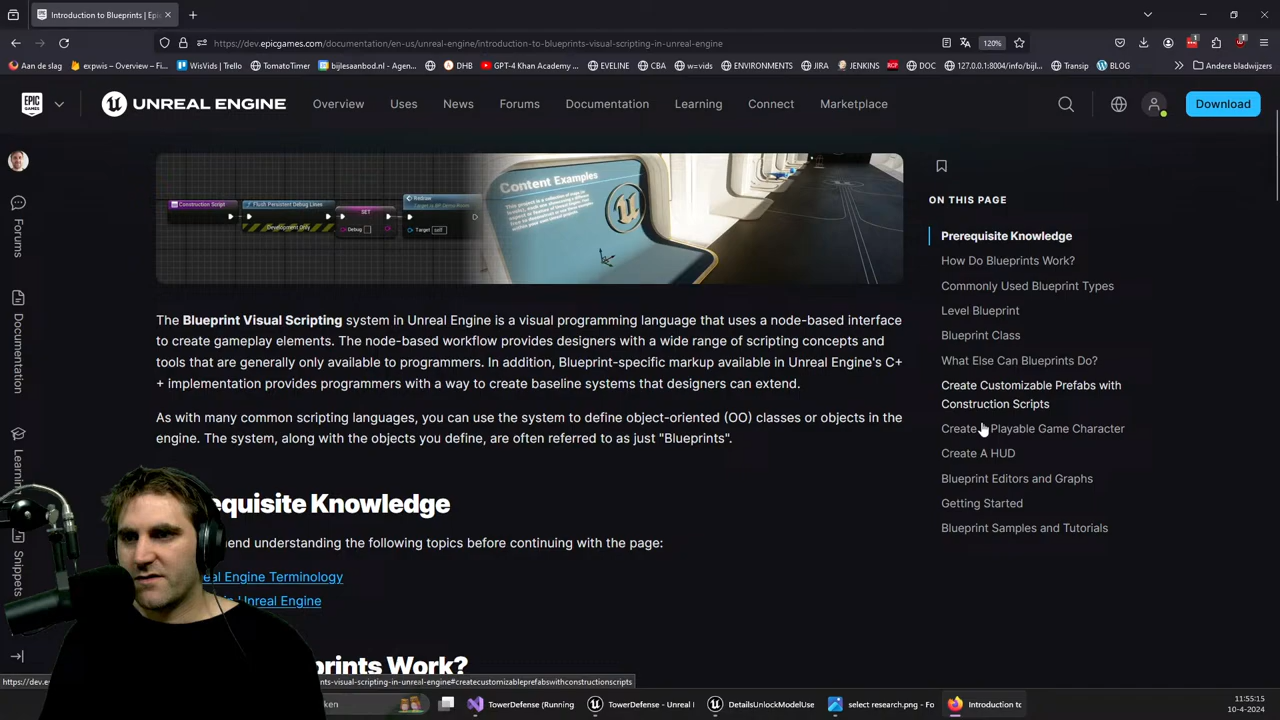 Introduction to Blueprints | Epic
https://dev.epicgames.com/documentation/en-us/unreal-engine/introduction-to-blueprints-visual-scripting-in-unreal-engine
120%
Aan de slag
expwis – Overview – Fi...
WisVids | Trello
TomatoTimer
bijlesaanbod.nl - Agen...
DHB
GPT-4 Khan Academy ...
EVELINE
CBA
w=vids
ENVIRONMENTS
JIRA
JENKINS
DOC
127.0.0.1:8004/info/bijl...
Transip
BLOG
Andere bladwijzers
EPIC GAMES
UNREAL ENGINE
Overview
Uses
News
Forums
Documentation
Learning
Connect
Marketplace
Download
Forums
Documentation
Learning
Snippets
Construction Script
Flush Persistent Debug Lines
Development Only
SET
Debug
Redraw
Target self
Content Examples
ON THIS PAGE
Prerequisite Knowledge
How Do Blueprints Work?
Commonly Used Blueprint Types
Level Blueprint
Blueprint Class
What Else Can Blueprints Do?
Create Customizable Prefabs with
Construction Scripts
Create Playable Game Character
Create A HUD
Blueprint Editors and Graphs
Getting Started
Blueprint Samples and Tutorials
The Blueprint Visual Scripting system in Unreal Engine is a visual programming language that uses a node-based interface
to create gameplay elements. The node-based workflow provides designers with a wide range of scripting concepts and
tools that are generally only available to programmers. In addition, Blueprint-specific markup available in Unreal Engine's C+
+ implementation provides programmers with a way to create baseline systems that designers can extend.
As with many common scripting languages, you can use the system to define object-oriented (OO) classes or objects in the
engine. The system, along with the objects you define, are often referred to as just "Blueprints".
equisite Knowledge
end understanding the following topics before continuing with the page:
eal Engine Terminology
in Unreal Engine
prints Work?
https://dev.e
nts-visual-scripting-in-unreal-engine#createcustomizableprefabswithconstructionscripts
ken
TowerDefense (Running
TowerDefense - Unreal I
DetailsUnlockModelUse
select research.png - Fo
Introduction to
11:55:15
10-4-2024